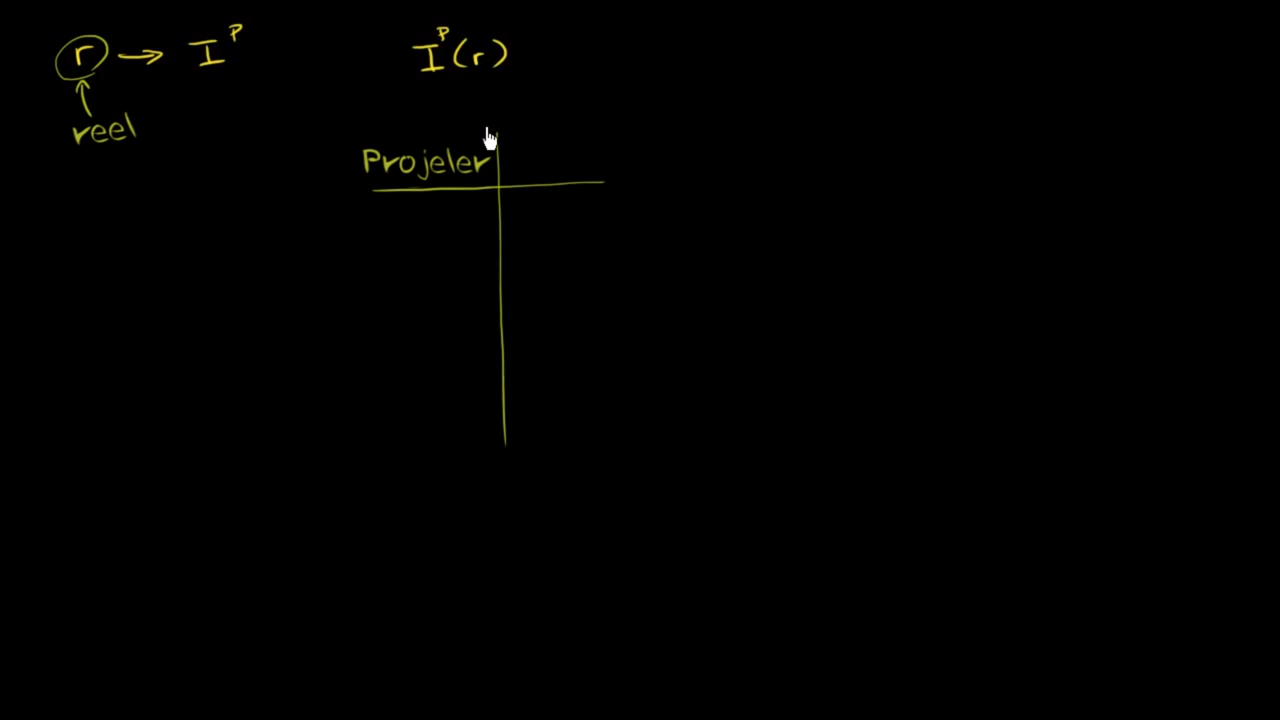 r → I^P
I^P(r)
reel
Projeler